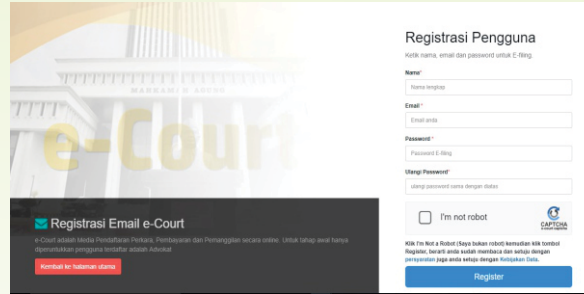 MAHKAMAH AGUNG
e-Court
Registrasi Email e-Court
e-Court adalah Media Pendaftaran Perkara, Pembayaran dan Pemanggilan secara online. Untuk tahap awal hanya
diperuntukkan pengguna terdaftar adalah Advokat
Kembali ke halaman utama
Registrasi Pengguna
Ketik nama, email dan password untuk E-filing.
Nama*
Nama lengkap
Email *
Email anda
Password *
Password E-filing
Ulangi Password*
ulangi password sama dengan diatas
I'm not robot
CAPTCHA
Klik I'm Not a Robot (Saya bukan robot) kemudian klik tombol
Register, berarti anda sudah membaca dan setuju dengan
persyaratan juga anda setuju dengan Kebijakan Data.
Register